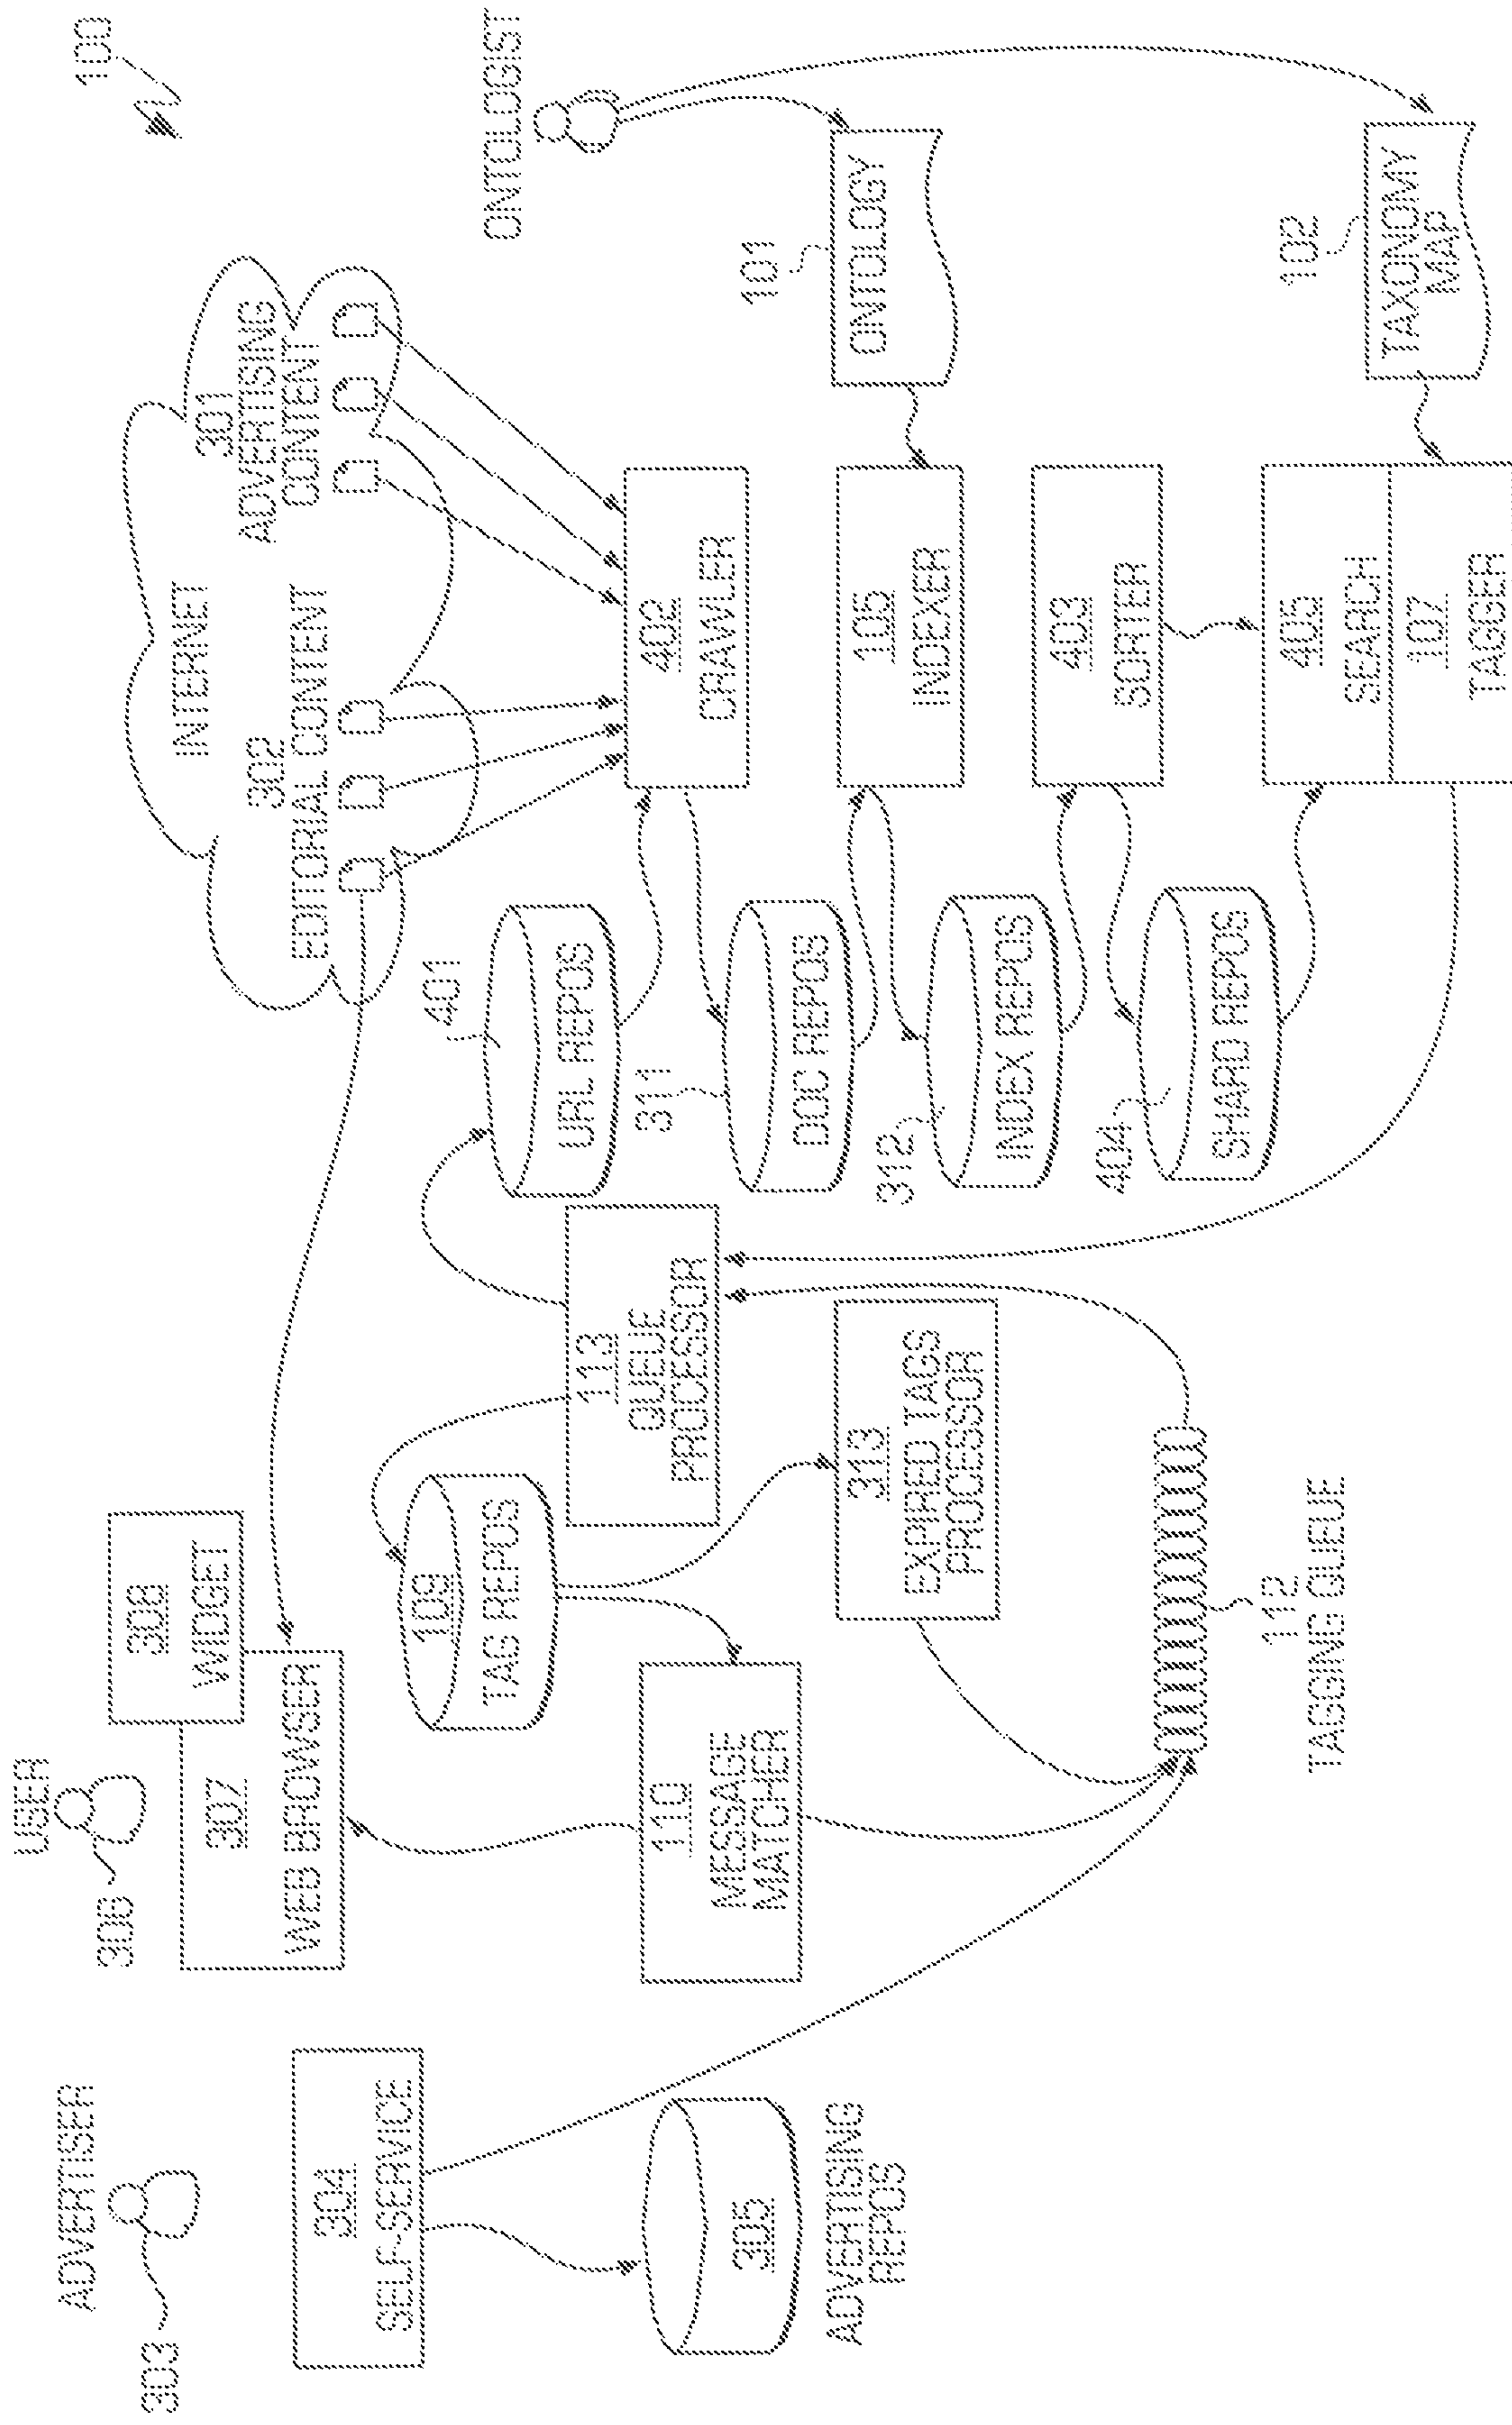 100
ADVERTISER
303
304
SELF-SERVICE
305
ADVERTISING
REPOS
USER
306
308
WIDGET
307
WEB BROWSER
109
TAG REPOS
110
MESSAGE
MATCHER
113
QUEUE
PROCESSOR
313
EXPIRED TAGS
PROCESSOR
112
TAGGING QUEUE
INTERNET
302
EDITORIAL CONTENT
301
ADVERTISING
CONTENT
401
URL REPOS
311
DOC REPOS
312
INDEX REPOS
404
SHARD REPOS
402
CRAWLER
105
INDEXER
403
SORTER
405
SEARCH
107
TAGGER
ONTOLOGIST
101
ONTOLOGY
102
TAXONOMY
MAP